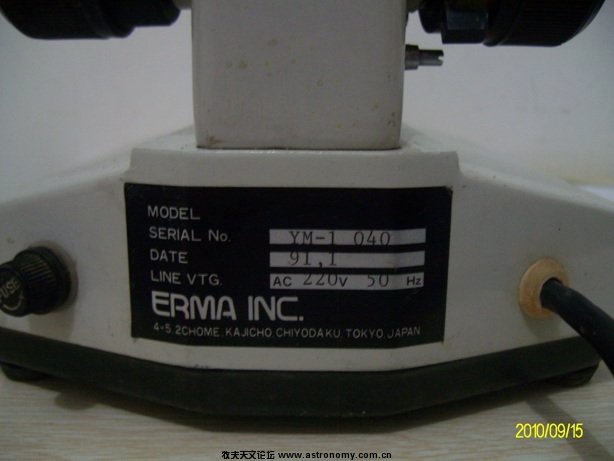 MODEL
SERIAL No. YM-1 040
DATE 91,1
LINE VTG. AC 220V 50 Hz
ERMA INC.
4-5, 2CHOME, KAJICHO, CHIYODAKU, TOKYO, JAPAN
FUSE
2010/09/15
牧夫天文论坛 www.astronomy.com.cn